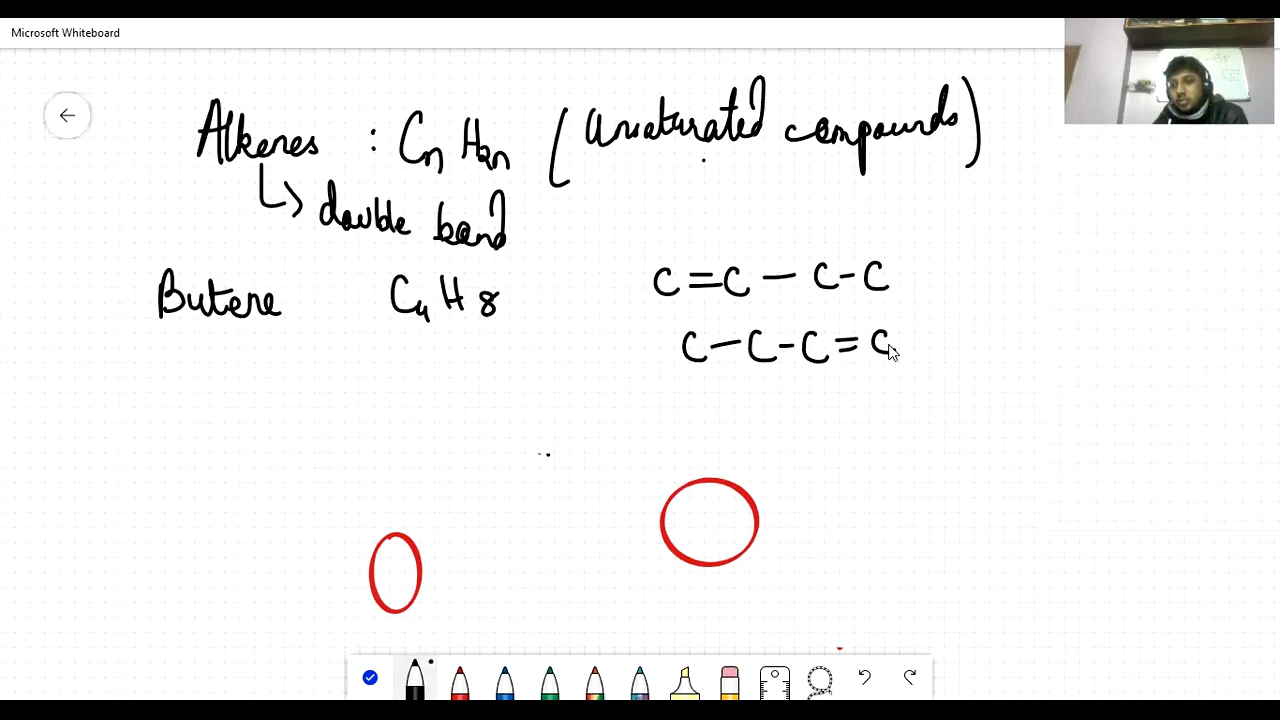 Microsoft Whiteboard
Alkenes : CnH2n (Unsaturated compounds)
↳ double bond
Butene C4H8
C=C-C-C
C-C-C=C